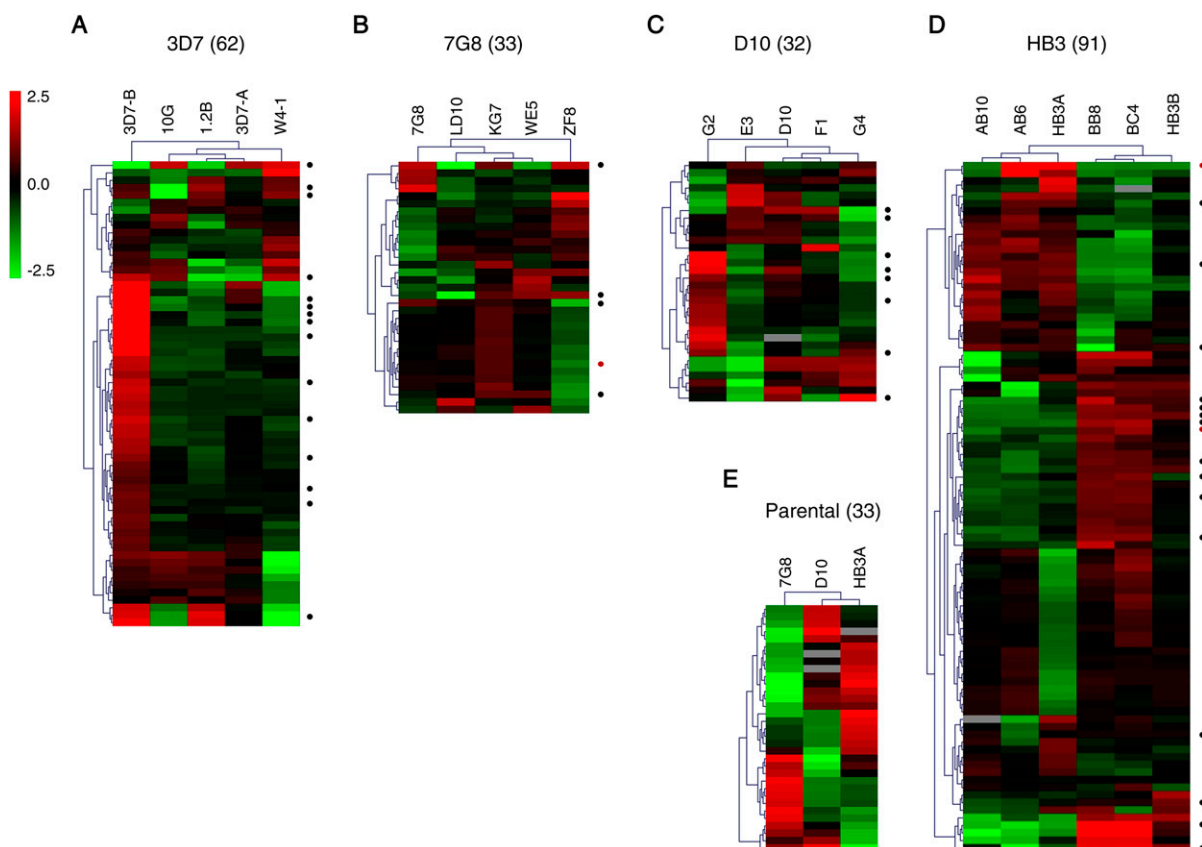 A
3D7 (62)
3D7-B
10G
1.2B
3D7-A
W4-1
2.5
0.0
-2.5
B
7G8 (33)
7G8
LD10
KG7
WE5
ZF8
C
D10 (32)
G2
E3
D10
F1
G4
D
HB3 (91)
AB10
AB6
HB3A
BB8
BC4
HB3B
E
Parental (33)
7G8
D10
HB3A